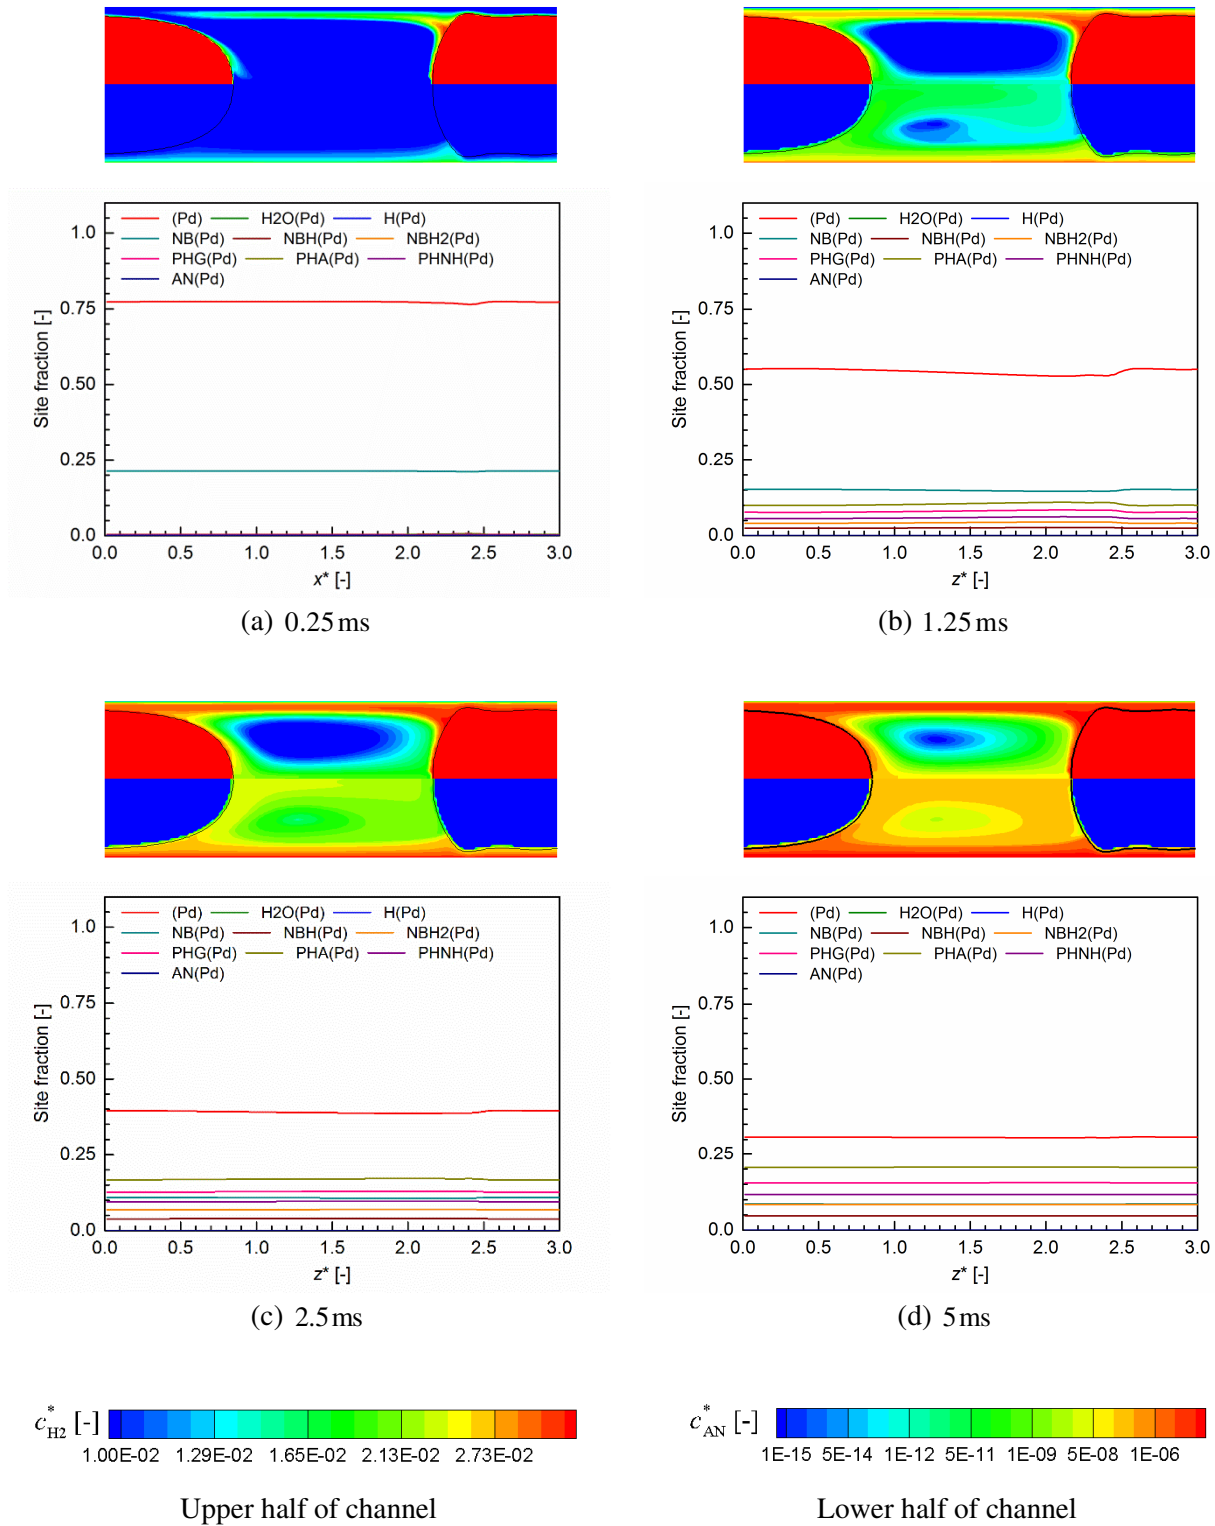 (Pd) H2O(Pd) H(Pd)
NB(Pd) NBH(Pd) NBH2(Pd)
PHG(Pd) PHA(Pd) PHNH(Pd)
AN(Pd)
1.0
0.75
0.50
0.25
0.0
Site fraction [-]
0.0 0.5 1.0 1.5 2.0 2.5 3.0
x* [-]
(a) 0.25 ms
(Pd) H2O(Pd) H(Pd)
NB(Pd) NBH(Pd) NBH2(Pd)
PHG(Pd) PHA(Pd) PHNH(Pd)
AN(Pd)
1.0
0.75
0.50
0.25
0.0
Site fraction [-]
0.0 0.5 1.0 1.5 2.0 2.5 3.0
z* [-]
(b) 1.25 ms
(Pd) H2O(Pd) H(Pd)
NB(Pd) NBH(Pd) NBH2(Pd)
PHG(Pd) PHA(Pd) PHNH(Pd)
AN(Pd)
1.0
0.75
0.50
0.25
0.0
Site fraction [-]
0.0 0.5 1.0 1.5 2.0 2.5 3.0
z* [-]
(c) 2.5 ms
(Pd) H2O(Pd) H(Pd)
NB(Pd) NBH(Pd) NBH2(Pd)
PHG(Pd) PHA(Pd) PHNH(Pd)
AN(Pd)
1.0
0.75
0.50
0.25
0.0
Site fraction [-]
0.0 0.5 1.0 1.5 2.0 2.5 3.0
z* [-]
(d) 5 ms
c*H2 [-]
1.00E-02 1.29E-02 1.65E-02 2.13E-02 2.73E-02
Upper half of channel
c*AN [-]
1E-15 5E-14 1E-12 5E-11 1E-09 5E-08 1E-06
Lower half of channel